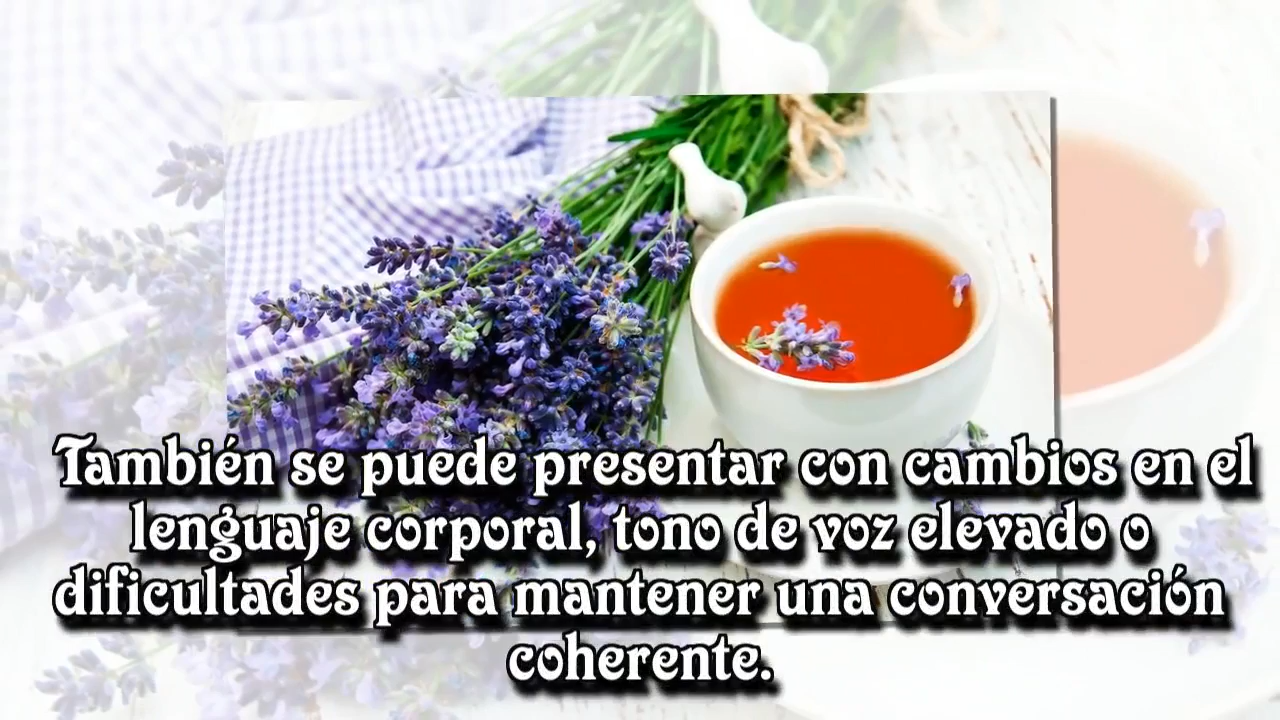 También se puede presentar con cambios en el
lenguaje corporal, tono de voz elevado o
dificultades para mantener una conversación
coherente.